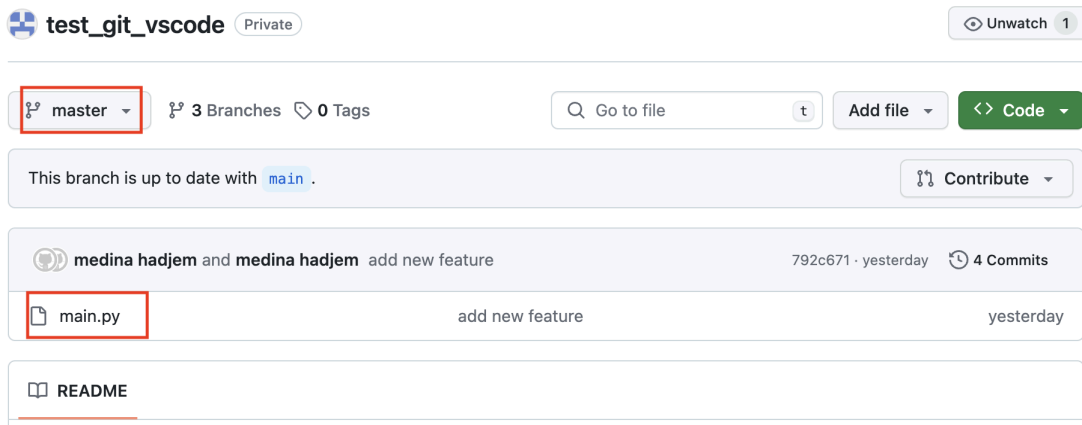 test_git_vscode Private Unwatch 1
master 3 Branches 0 Tags Go to file t Add file Code
This branch is up to date with main . Contribute
medina hadjem and medina hadjem add new feature 792c671 · yesterday 4 Commits
main.py add new feature yesterday
README